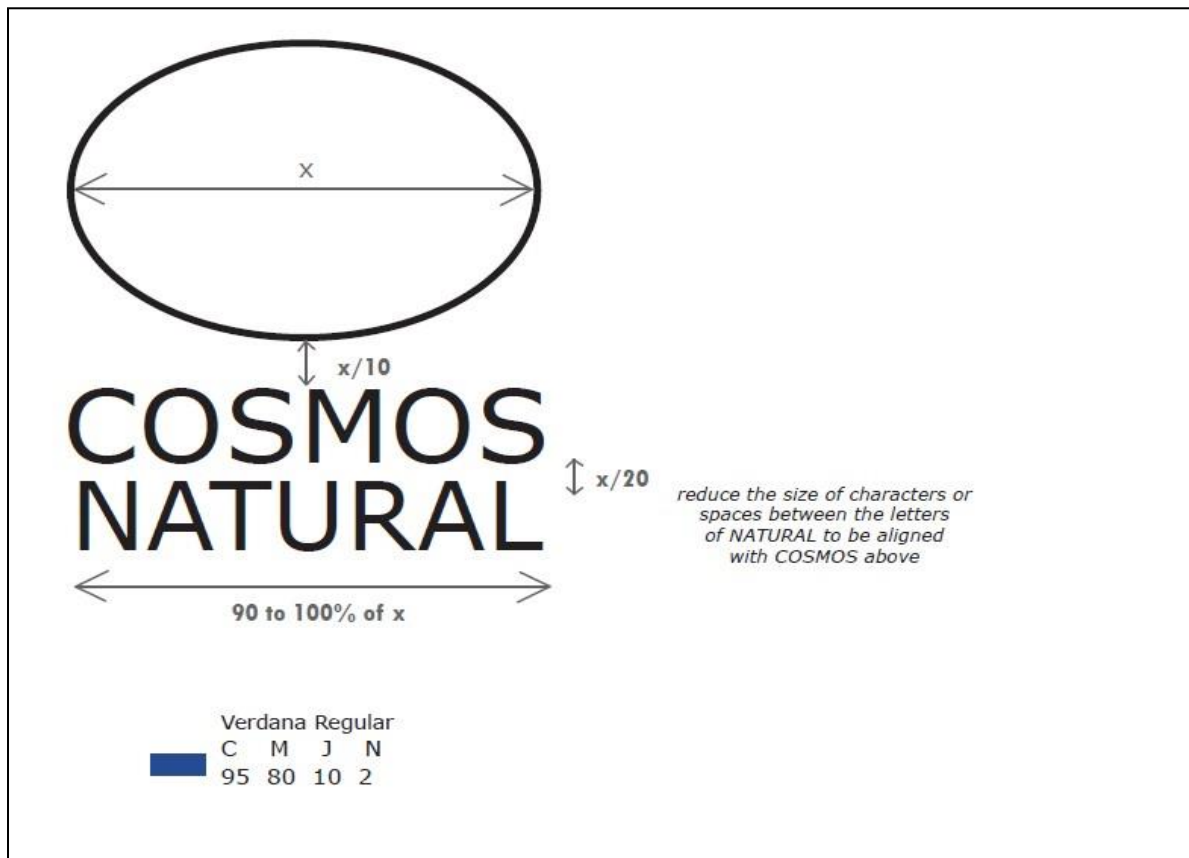 x
x/10
COSMOS
NATURAL
x/20
reduce the size of characters or
spaces between the letters
of NATURAL to be aligned
with COSMOS above
90 to 100% of x
Verdana Regular
C M J N
95 80 10 2